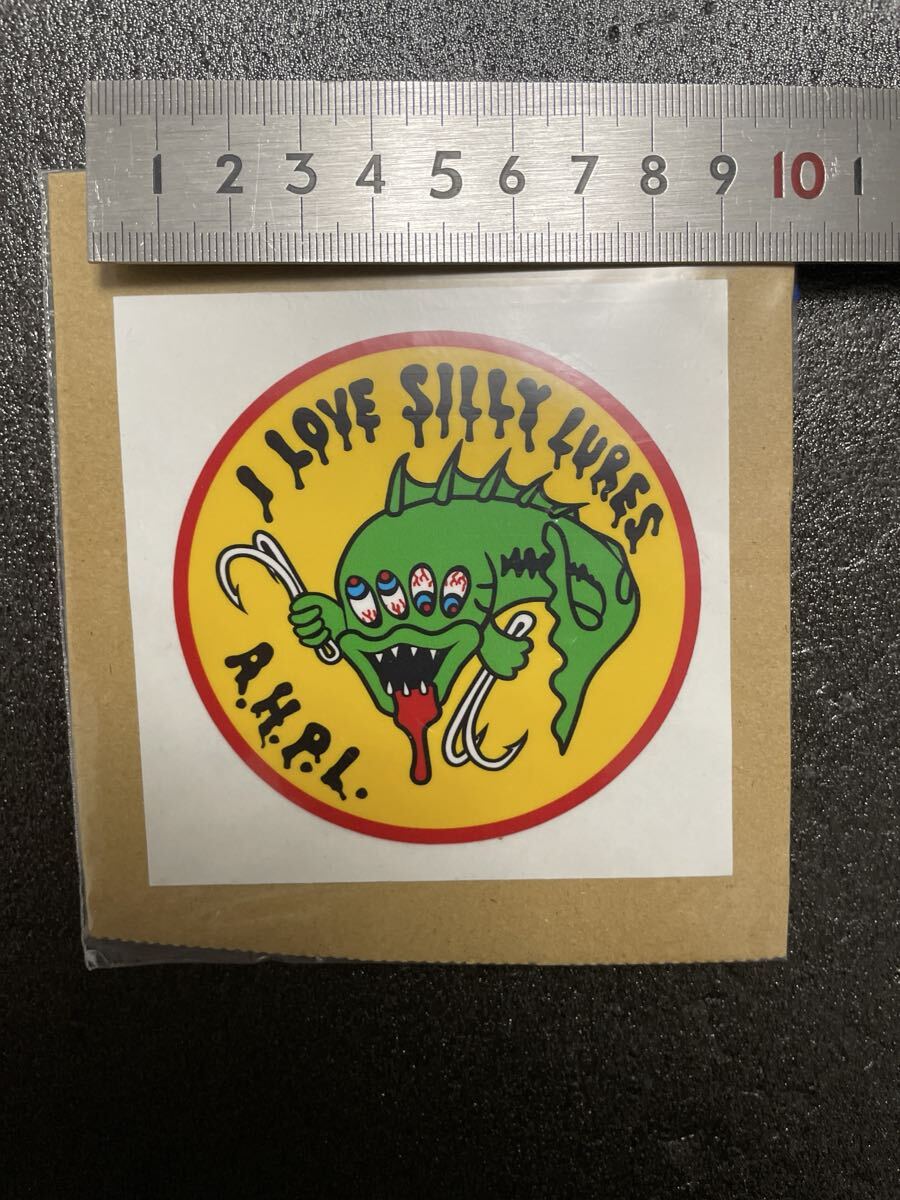 1 2 3 4 5 6 7 8 9 10 1
I LOVE SILLY LURES
A.H.P.L.